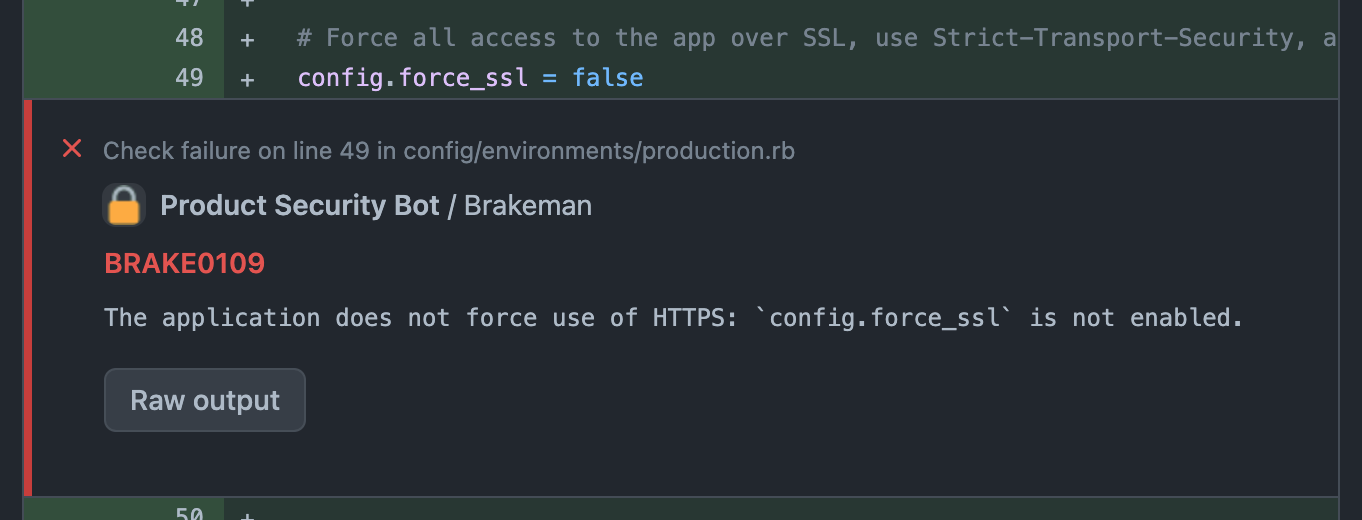 47 +
48 + # Force all access to the app over SSL, use Strict-Transport-Security, a
49 + config.force_ssl = false
Check failure on line 49 in config/environments/production.rb
Product Security Bot / Brakeman
BRAKE0109
The application does not force use of HTTPS: `config.force_ssl` is not enabled.
Raw output
50 +